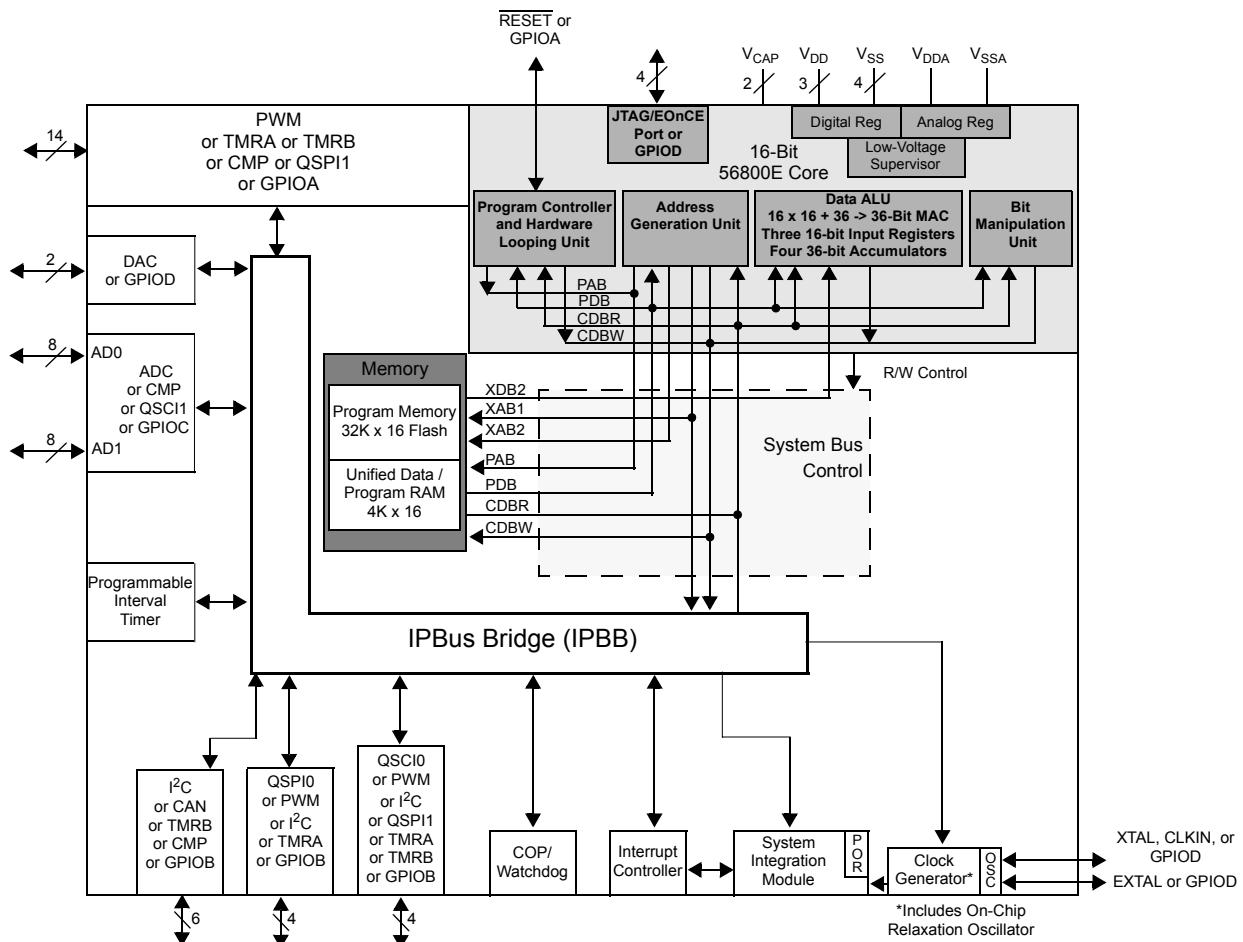 RESET or
GPIOA
4
V_CAP
V_DD
V_SS
V_DDA
V_SSA
2
3
4
14
PWM
or TMRA or TMRB
or CMP or QSPI1
or GPIOA
JTAG/EOnCE
Port or
GPIOD
Digital Reg
Analog Reg
Low-Voltage
Supervisor
16-Bit
56800E Core
Program Controller
and Hardware
Looping Unit
Address
Generation Unit
Data ALU
16 x 16 + 36 -> 36-Bit MAC
Three 16-bit Input Registers
Four 36-bit Accumulators
Bit
Manipulation
Unit
2
DAC
or GPIOD
PAB
PDB
CDBR
CDBW
8
AD0
ADC
or CMP
or QSCI1
or GPIOC
8
AD1
Memory
Program Memory
32K x 16 Flash
Unified Data /
Program RAM
4K x 16
R/W Control
XDB2
XAB1
XAB2
PAB
PDB
CDBR
CDBW
System Bus
Control
Programmable
Interval
Timer
IPBus Bridge (IPBB)
I²C
or CAN
or TMRB
or CMP
or GPIOB
QSPI0
or PWM
or I²C
or TMRA
or GPIOB
QSCI0
or PWM
or I²C
or QSPI1
or TMRA
or TMRB
or GPIOB
COP/
Watchdog
Interrupt
Controller
System
Integration
Module
POR
Clock
Generator*
OSC
XTAL, CLKIN, or
GPIOD
EXTAL or GPIOD
*Includes On-Chip
Relaxation Oscillator
6
4
4